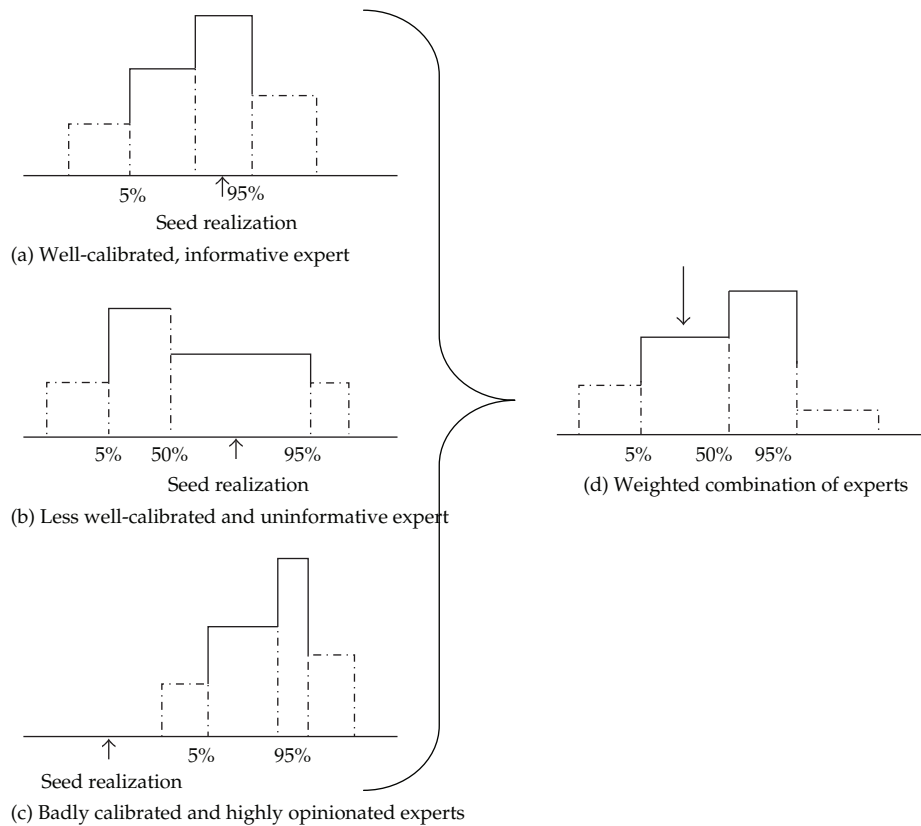 5%
95%
Seed realization
(a) Well-calibrated, informative expert
5%
50%
95%
Seed realization
(b) Less well-calibrated and uninformative expert
5%
95%
Seed realization
(c) Badly calibrated and highly opinionated experts
5%
50%
95%
(d) Weighted combination of experts